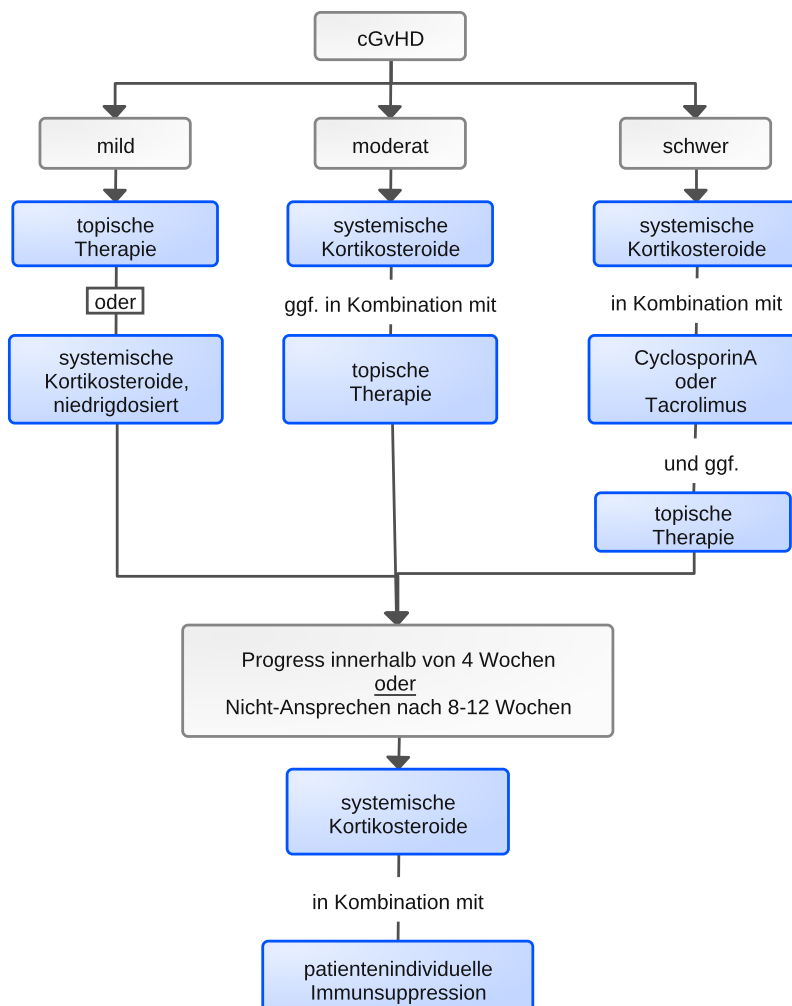 cGvHD
mild
moderat
schwer
topische
Therapie
oder
systemische
Kortikosteroide,
niedrigdosiert
systemische
Kortikosteroide
ggf. in Kombination mit
topische
Therapie
systemische
Kortikosteroide
in Kombination mit
CyclosporinA
oder
Tacrolimus
und ggf.
topische
Therapie
Progress innerhalb von 4 Wochen
oder
Nicht-Ansprechen nach 8-12 Wochen
systemische
Kortikosteroide
in Kombination mit
patientenindividuelle
Immunsuppression